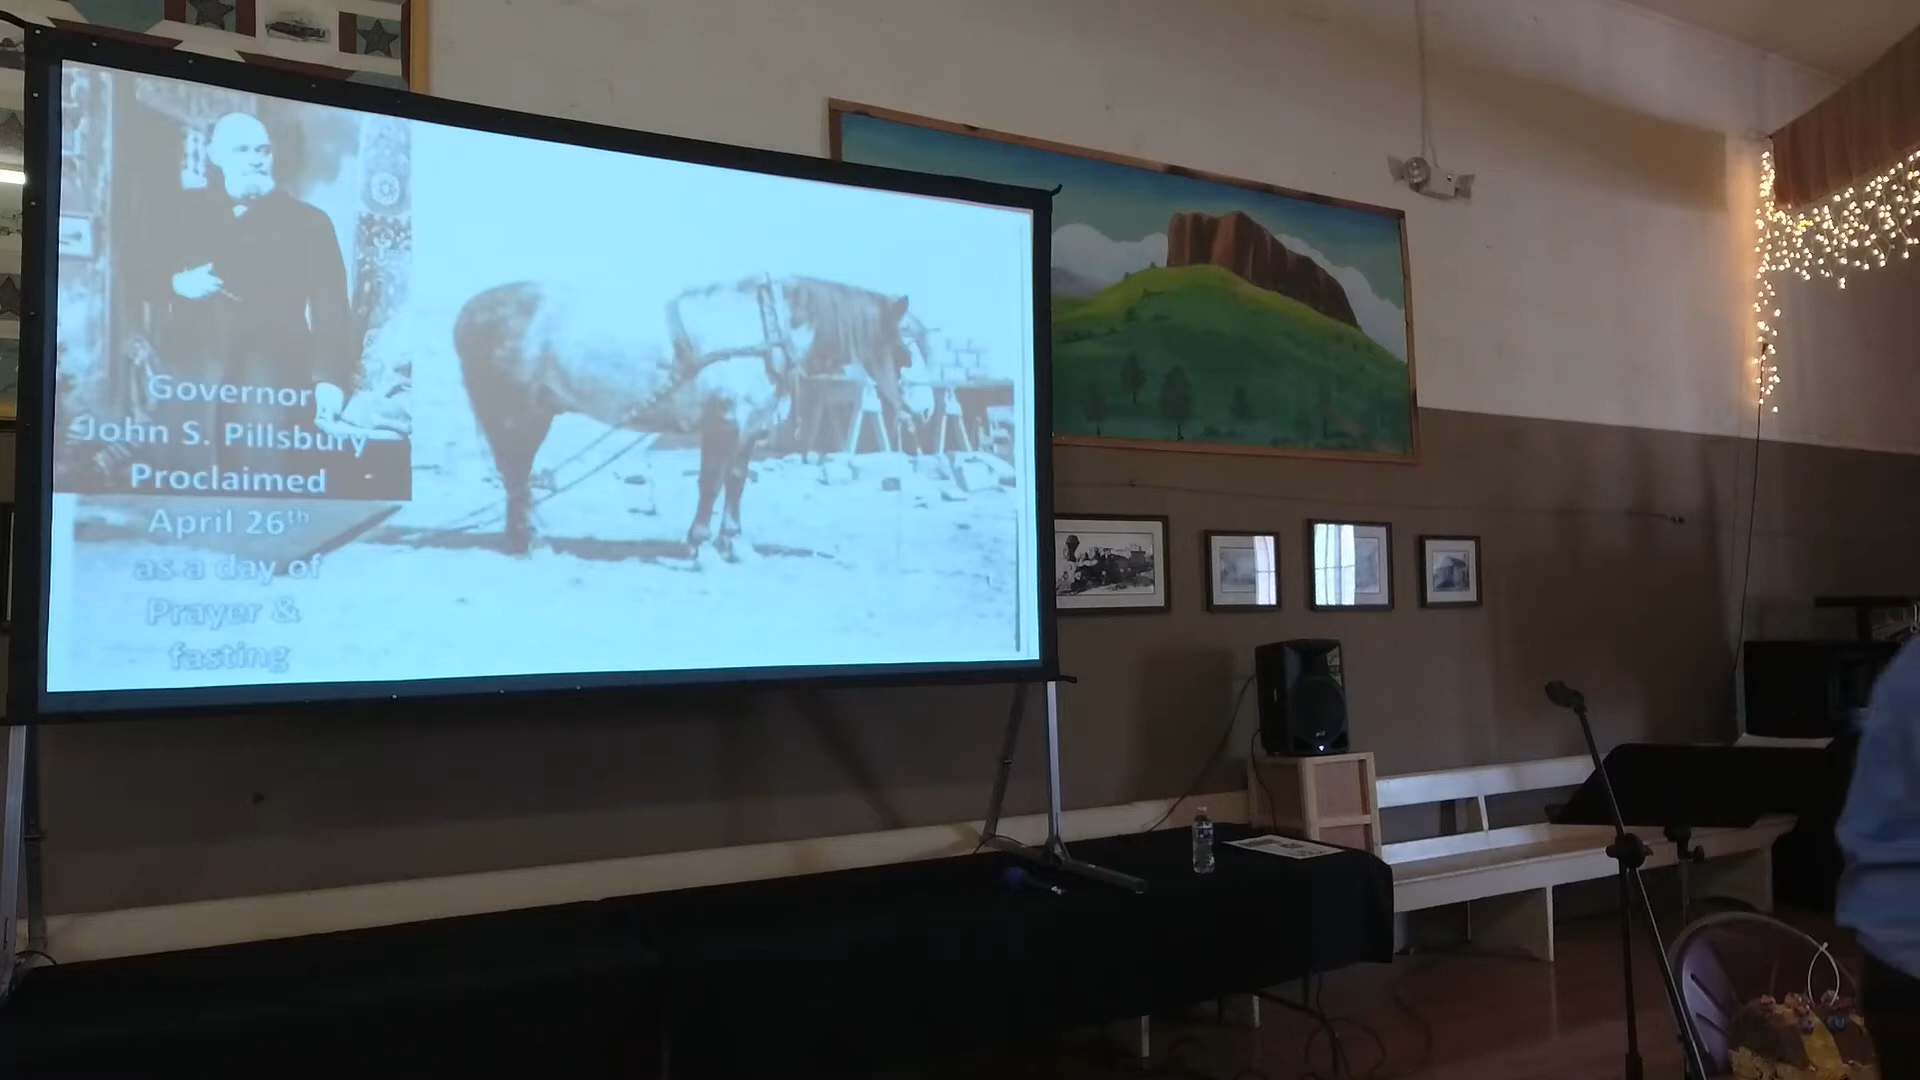 Governor
John S. Pillsbury
Proclaimed
April 26th
as a day of
Prayer &
fasting